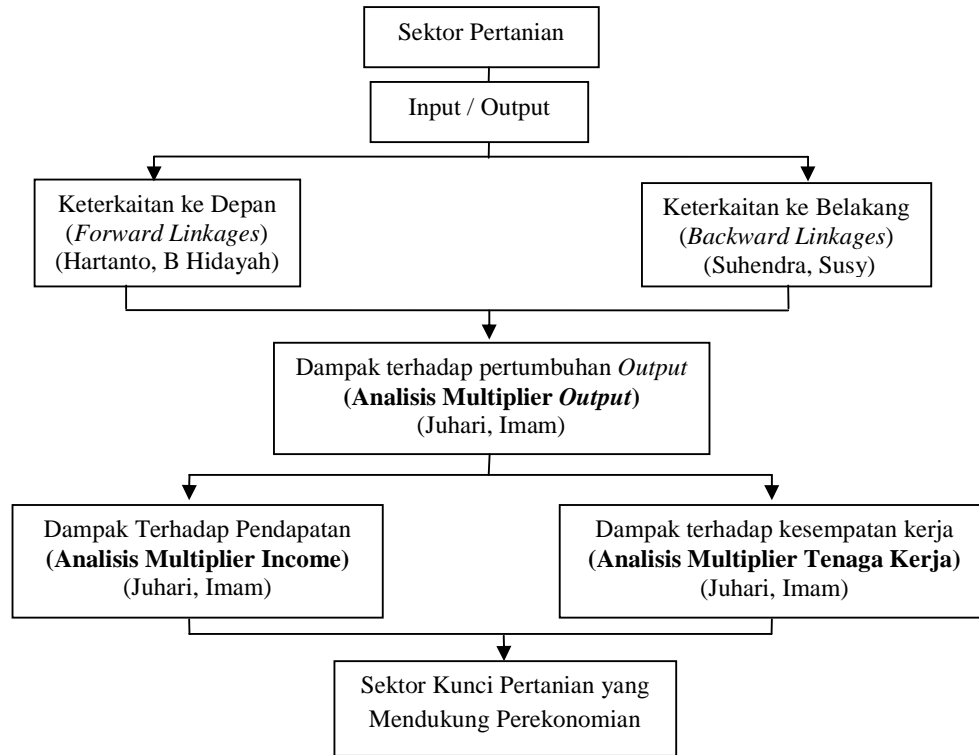 Sektor Pertanian
Input / Output
Keterkaitan ke Depan
(Forward Linkages)
(Hartanto, B Hidayah)
Keterkaitan ke Belakang
(Backward Linkages)
(Suhendra, Susy)
Dampak terhadap pertumbuhan Output
(Analisis Multiplier Output)
(Juhari, Imam)
Dampak Terhadap Pendapatan
(Analisis Multiplier Income)
(Juhari, Imam)
Dampak terhadap kesempatan kerja
(Analisis Multiplier Tenaga Kerja)
(Juhari, Imam)
Sektor Kunci Pertanian yang
Mendukung Perekonomian